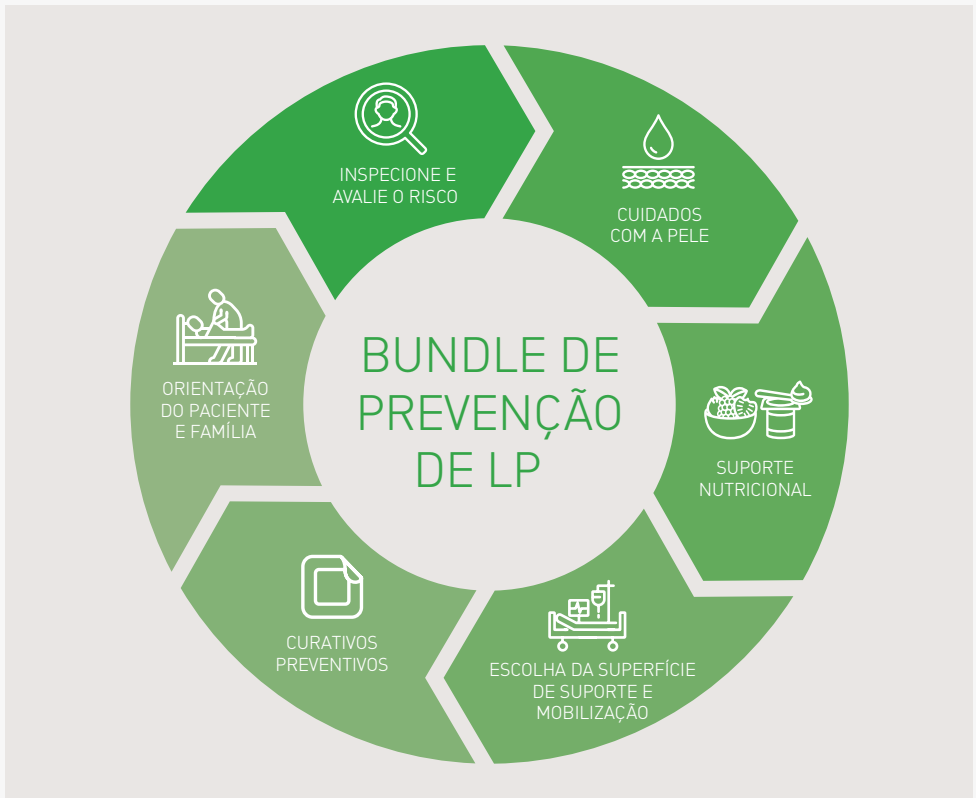 BUNDLE DE
PREVENÇÃO
DE LP
INSPECIONE E
AVALIE O RISCO
CUIDADOS
COM A PELE
SUPORTE
NUTRICIONAL
ESCOLHA DA SUPERFÍCIE
DE SUPORTE E
MOBILIZAÇÃO
CURATIVOS
PREVENTIVOS
ORIENTAÇÃO
DO PACIENTE
E FAMÍLIA